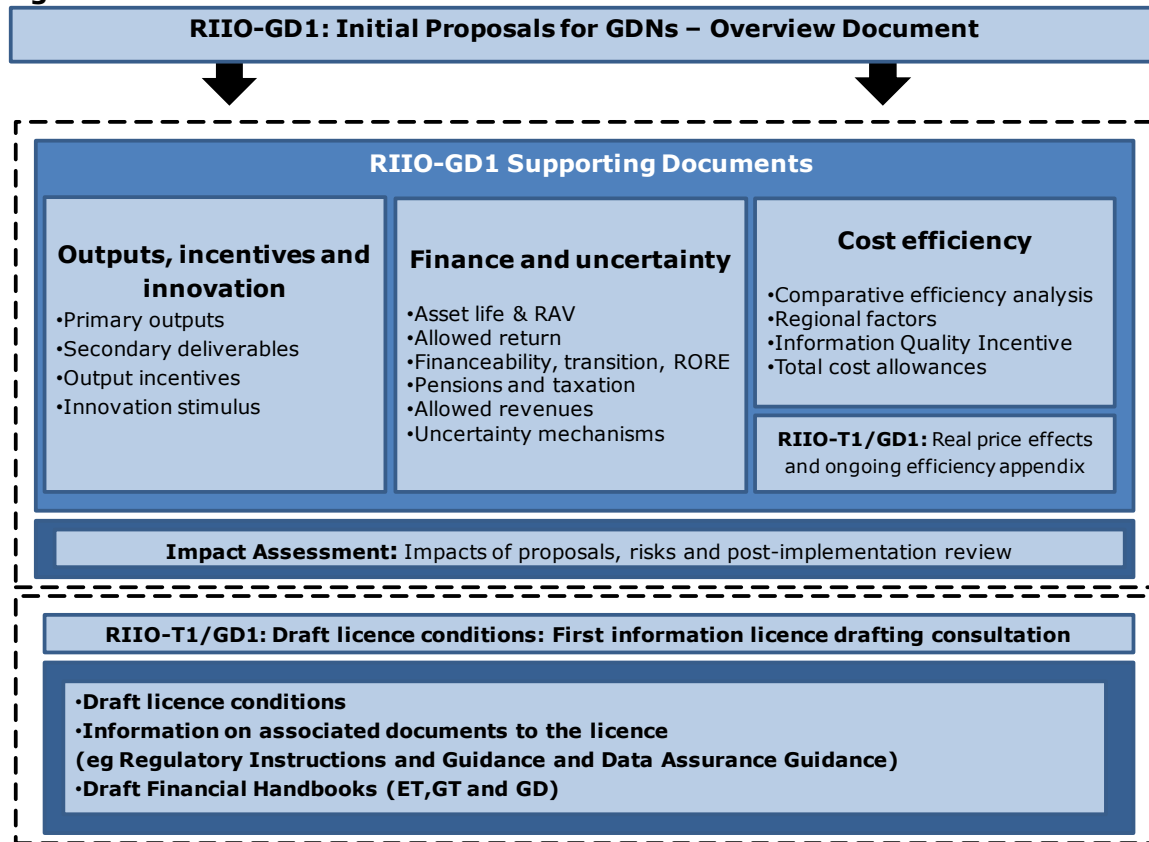 RIIO-GD1: Initial Proposals for GDNs – Overview Document
RIIO-GD1 Supporting Documents
Outputs, incentives and
innovation
•Primary outputs
•Secondary deliverables
•Output incentives
•Innovation stimulus
Finance and uncertainty
•Asset life & RAV
•Allowed return
•Financeability, transition, RORE
•Pensions and taxation
•Allowed revenues
•Uncertainty mechanisms
Cost efficiency
•Comparative efficiency analysis
•Regional factors
•Information Quality Incentive
•Total cost allowances
RIIO-T1/GD1: Real price effects
and ongoing efficiency appendix
Impact Assessment: Impacts of proposals, risks and post-implementation review
RIIO-T1/GD1: Draft licence conditions: First information licence drafting consultation
•Draft licence conditions
•Information on associated documents to the licence
(eg Regulatory Instructions and Guidance and Data Assurance Guidance)
•Draft Financial Handbooks (ET,GT and GD)